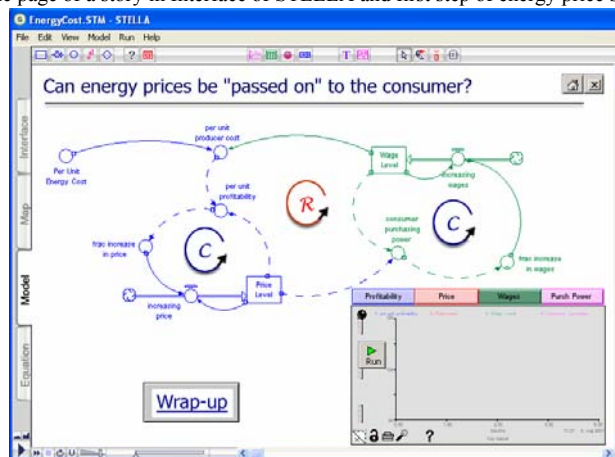 e page of a story in Interface of STELLA and first step of energy price s
EnergyCost.STM - STELLA
File Edit View Model Run Help
Can energy prices be "passed on" to the consumer?
Interface
Map
Model
Equation
per unit
producer cost
Per Unit
Energy Cost
Wage
Level
increasing
wages
per unit
profitability
R
C
C
consumer
purchasing
power
frac increase
in price
frac increase
in wages
Price
Level
increasing
price
Profitability Price Wages Purch Power
Run
Wrap-up
?